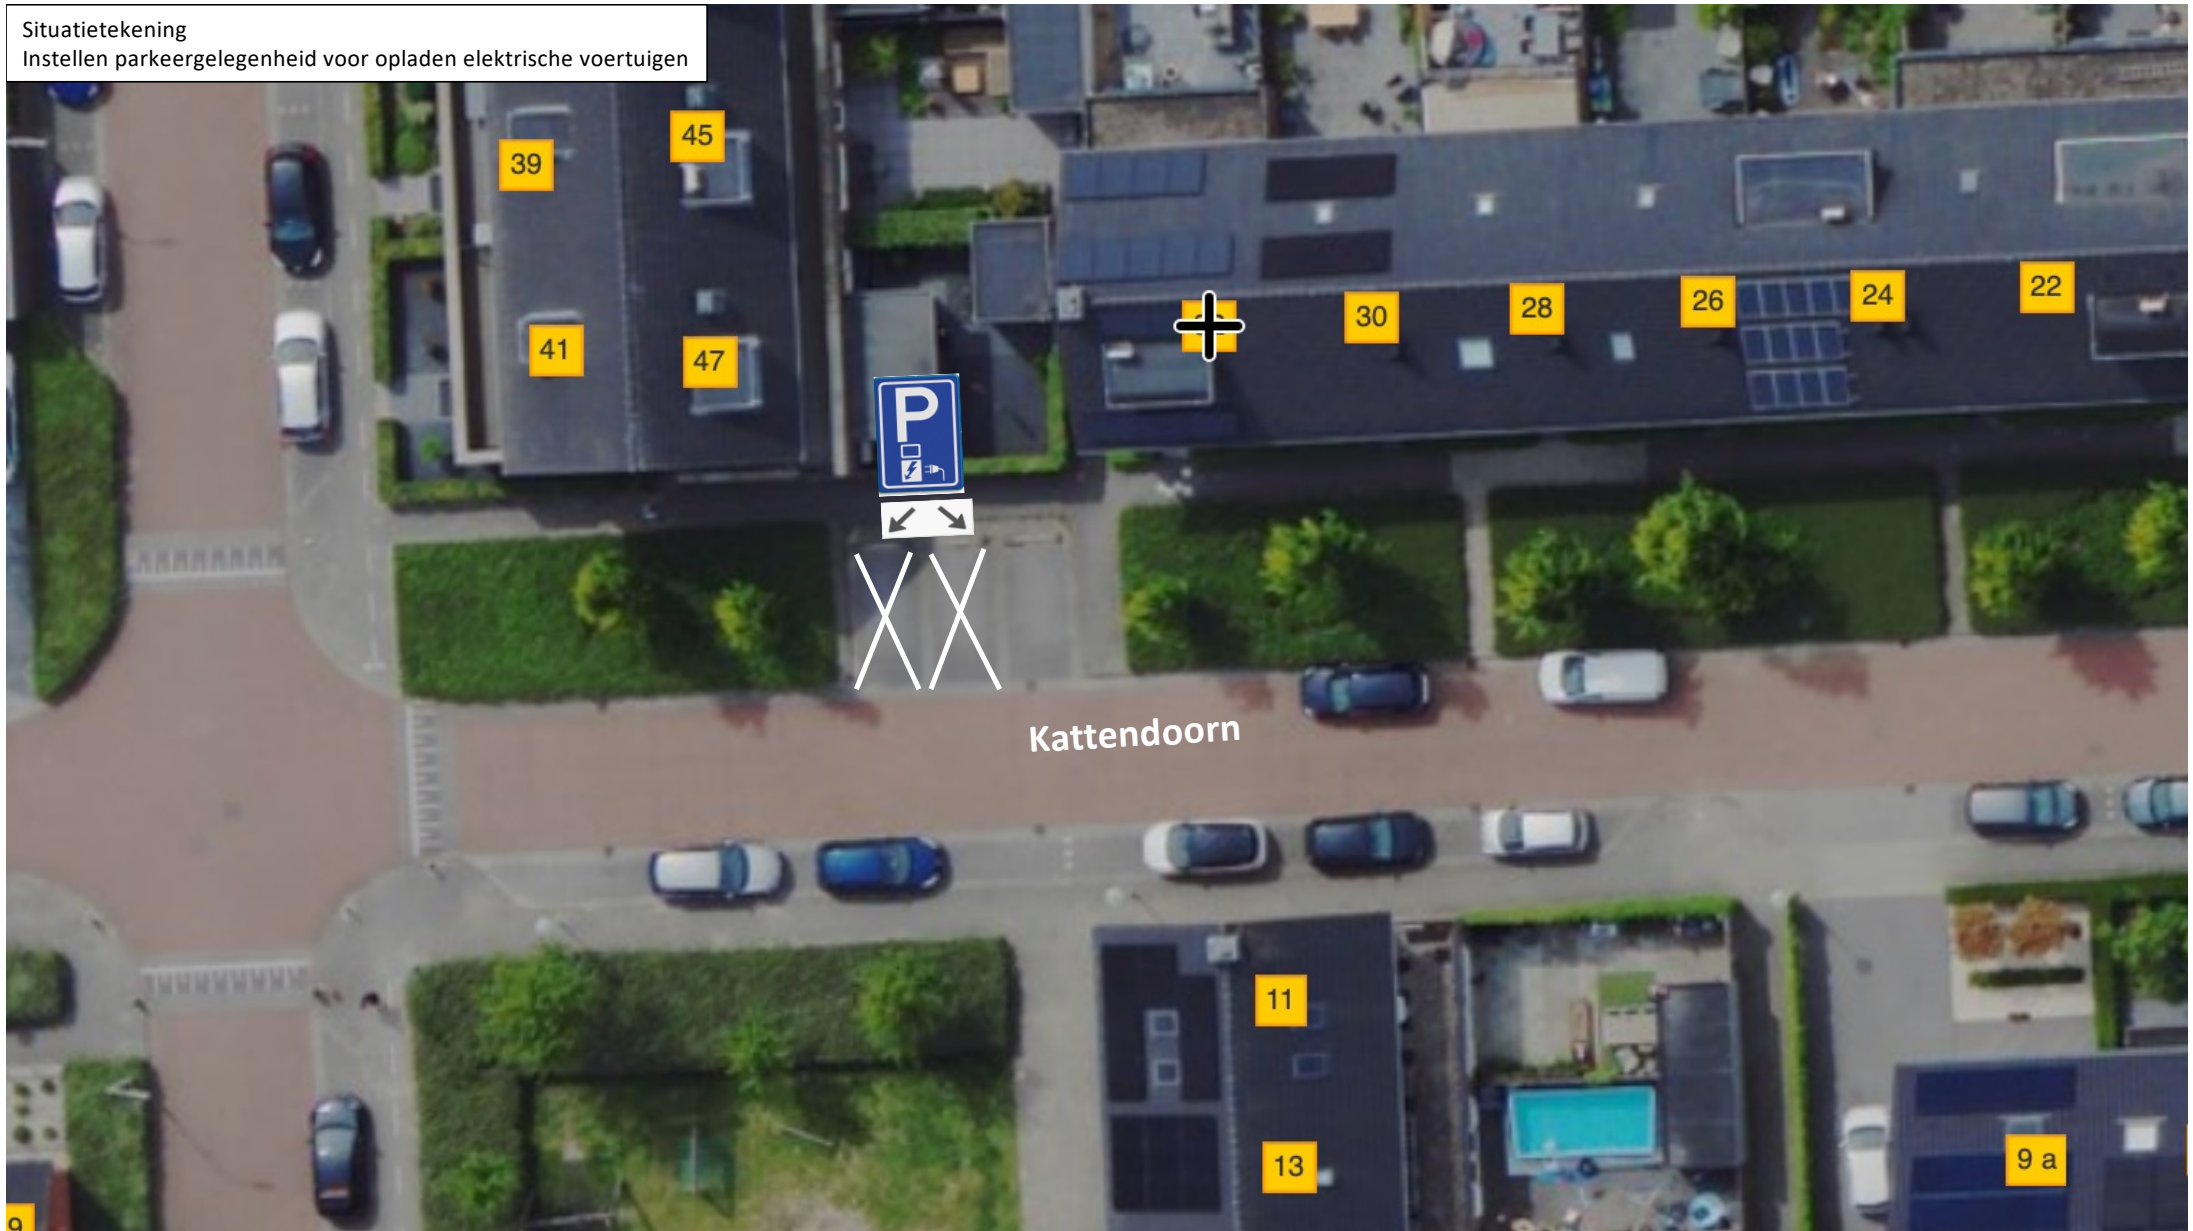 Situatietekening
Instellen parkeergelegenheid voor opladen elektrische voertuigen
45
39
22
24
26
28
30
41
47
P
Kattendoorn
11
13
9 a
9